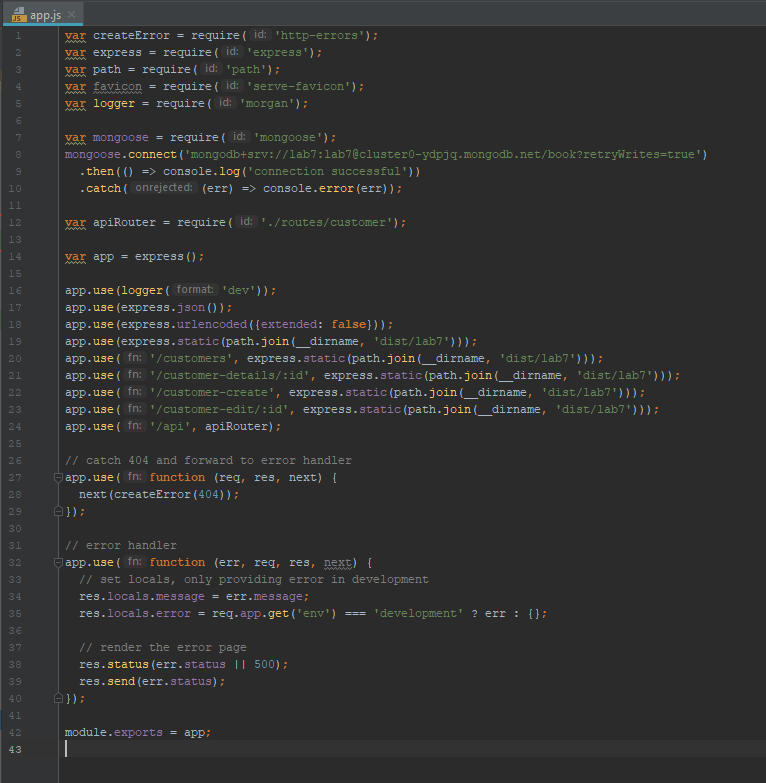 app.js
1 var createError = require( id: 'http-errors');
2 var express = require( id: 'express');
3 var path = require( id: 'path');
4 var favicon = require( id: 'serve-favicon');
5 var logger = require( id: 'morgan');
6
7 var mongoose = require( id: 'mongoose');
8 mongoose.connect('mongodb+srv://lab7:lab7@cluster0-ydpjq.mongodb.net/book?retryWrites=true')
9   .then(() => console.log('connection successful'))
10   .catch( onrejected: (err) => console.error(err));
11
12 var apiRouter = require( id: './routes/customer');
13
14 var app = express();
15
16 app.use(logger( format: 'dev'));
17 app.use(express.json());
18 app.use(express.urlencoded({extended: false}));
19 app.use(express.static(path.join(__dirname, 'dist/lab7')));
20 app.use( fn: '/customers', express.static(path.join(__dirname, 'dist/lab7')));
21 app.use( fn: '/customer-details/:id', express.static(path.join(__dirname, 'dist/lab7')));
22 app.use( fn: '/customer-create', express.static(path.join(__dirname, 'dist/lab7')));
23 app.use( fn: '/customer-edit/:id', express.static(path.join(__dirname, 'dist/lab7')));
24 app.use( fn: '/api', apiRouter);
25
26 // catch 404 and forward to error handler
27 app.use( fn: function (req, res, next) {
28   next(createError(404));
29 });
30
31 // error handler
32 app.use( fn: function (err, req, res, next) {
33   // set locals, only providing error in development
34   res.locals.message = err.message;
35   res.locals.error = req.app.get('env') === 'development' ? err : {};
36
37   // render the error page
38   res.status(err.status || 500);
39   res.send(err.status);
40 });
41
42 module.exports = app;
43